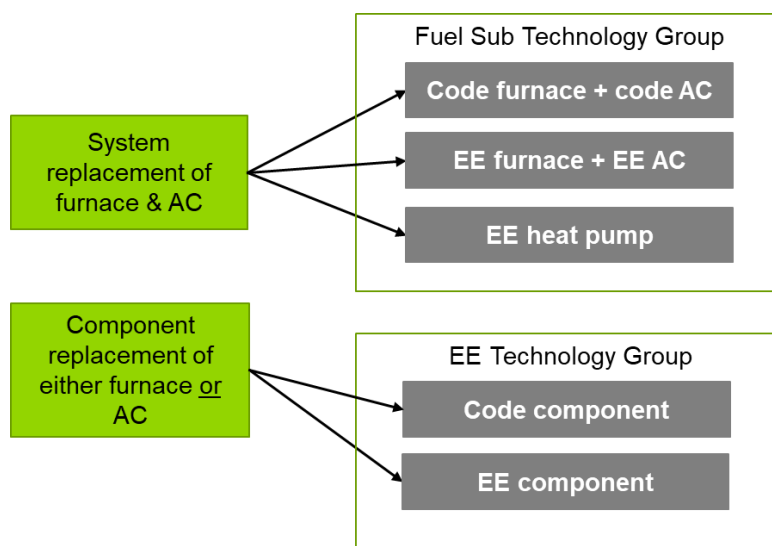 Fuel Sub Technology Group
Code furnace + code AC
System
replacement of
furnace & AC
EE furnace + EE AC
EE heat pump
Component
replacement of
either furnace or
AC
EE Technology Group
Code component
EE component